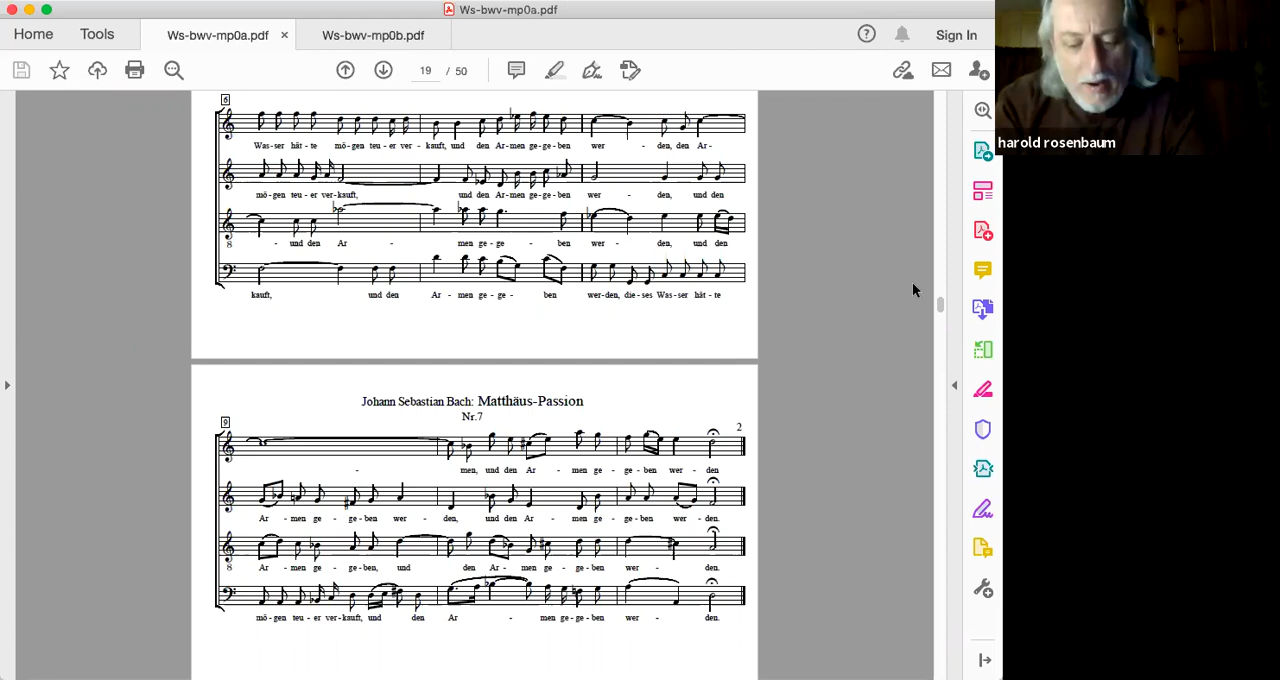 Ws-bwv-mp0a.pdf
Home Tools Ws-bwv-mp0a.pdf × Ws-bwv-mp0b.pdf ? Sign In
19 / 50
harold rosenbaum
6
Was-ser hät-te mö-gen teu-er ver-kauft, und den Ar-men ge-ge-ben wer - den, den Ar-
mö-gen teu-er ver-kauft, und den Ar-men ge-ge-ben wer - den, und den
8
- und den Ar - men ge-ge - ben wer - den, und den
kauft, und den Ar-men ge-ge- ben wer-den, die-ses Was-ser hät-te
Johann Sebastian Bach: Matthäus-Passion
Nr.7
9
2
- men, und den Ar - men ge-ge-ben wer - den
Ar - men ge - ge-ben wer - den, und den Ar - men ge - ge-ben wer - den.
8
Ar - men ge - ge-ben, und den Ar- men ge - ge-ben wer - den.
mö-gen teu-er ver-kauft, und den Ar - men ge-ge-ben wer - den.